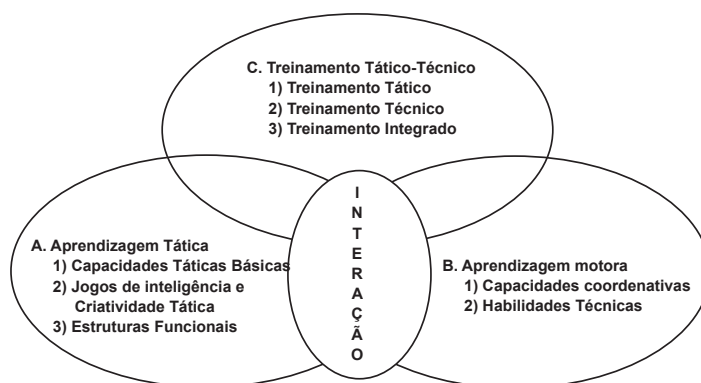 C. Treinamento Tático-Técnico
1) Treinamento Tático
2) Treinamento Técnico
3) Treinamento Integrado
I
N
T
E
R
A
Ç
Ã
O
A. Aprendizagem Tática
1) Capacidades Táticas Básicas
2) Jogos de inteligência e
Criatividade Tática
3) Estruturas Funcionais
B. Aprendizagem motora
1) Capacidades coordenativas
2) Habilidades Técnicas